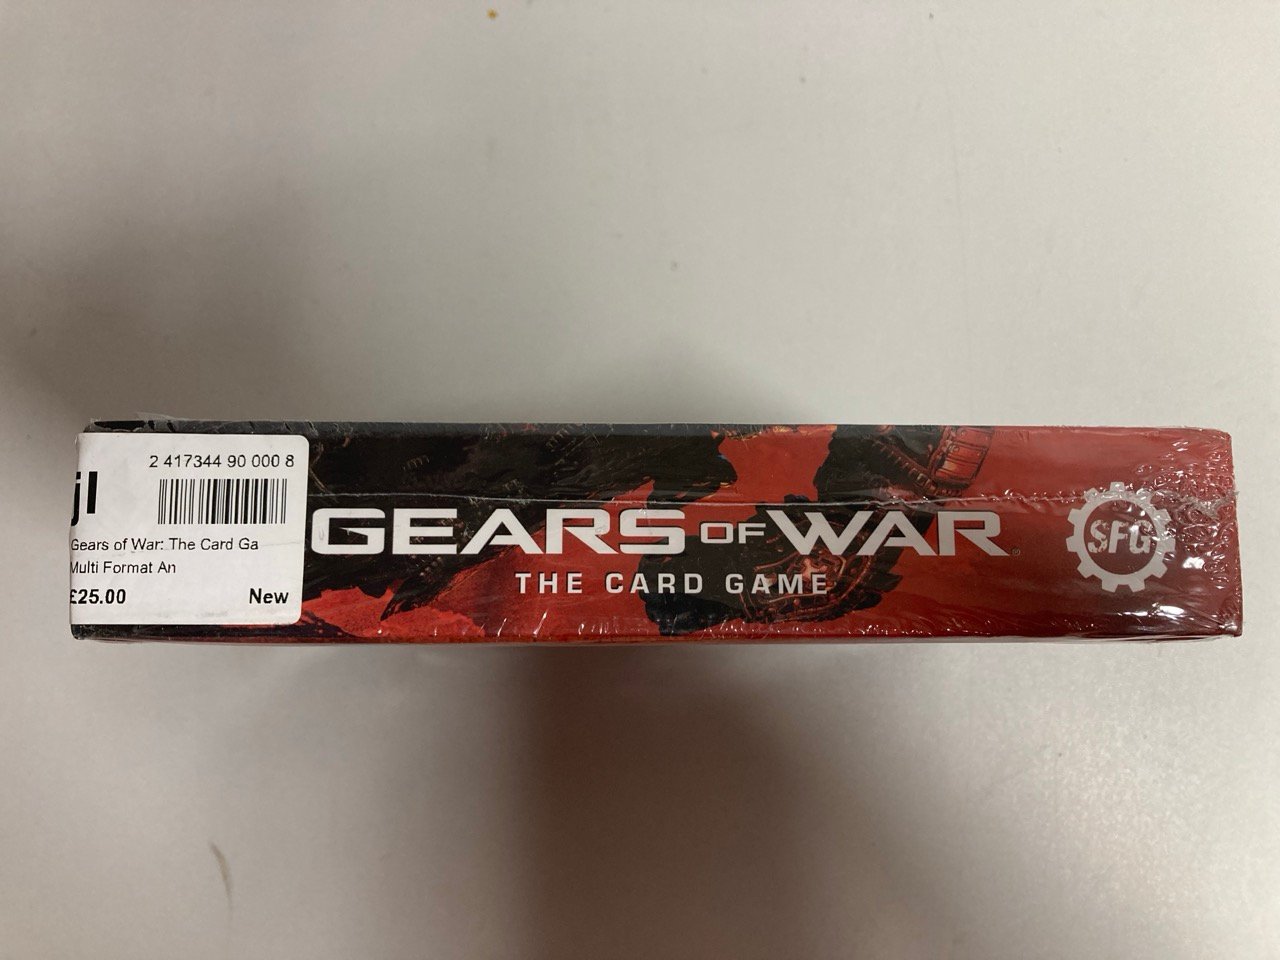 2 417344 90 000 8
jl
Gears of War: The Card Ga
Multi Format An
£25.00 New
GEARS OF WAR
THE CARD GAME
SFG